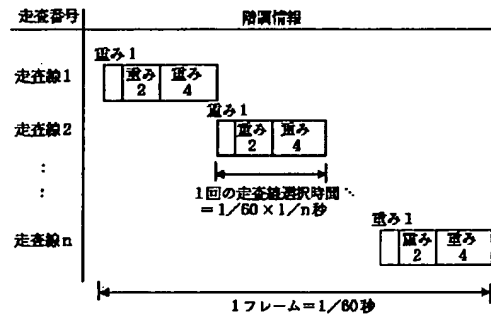 走査番号 階調情報
重み1
走査線1 重み2 重み4
重み1
走査線2 重み2 重み4
:
1回の走査線選択時間
:
=1/60×1/n秒
重み1
走査線n 重み2 重み4
1フレーム=1/60秒